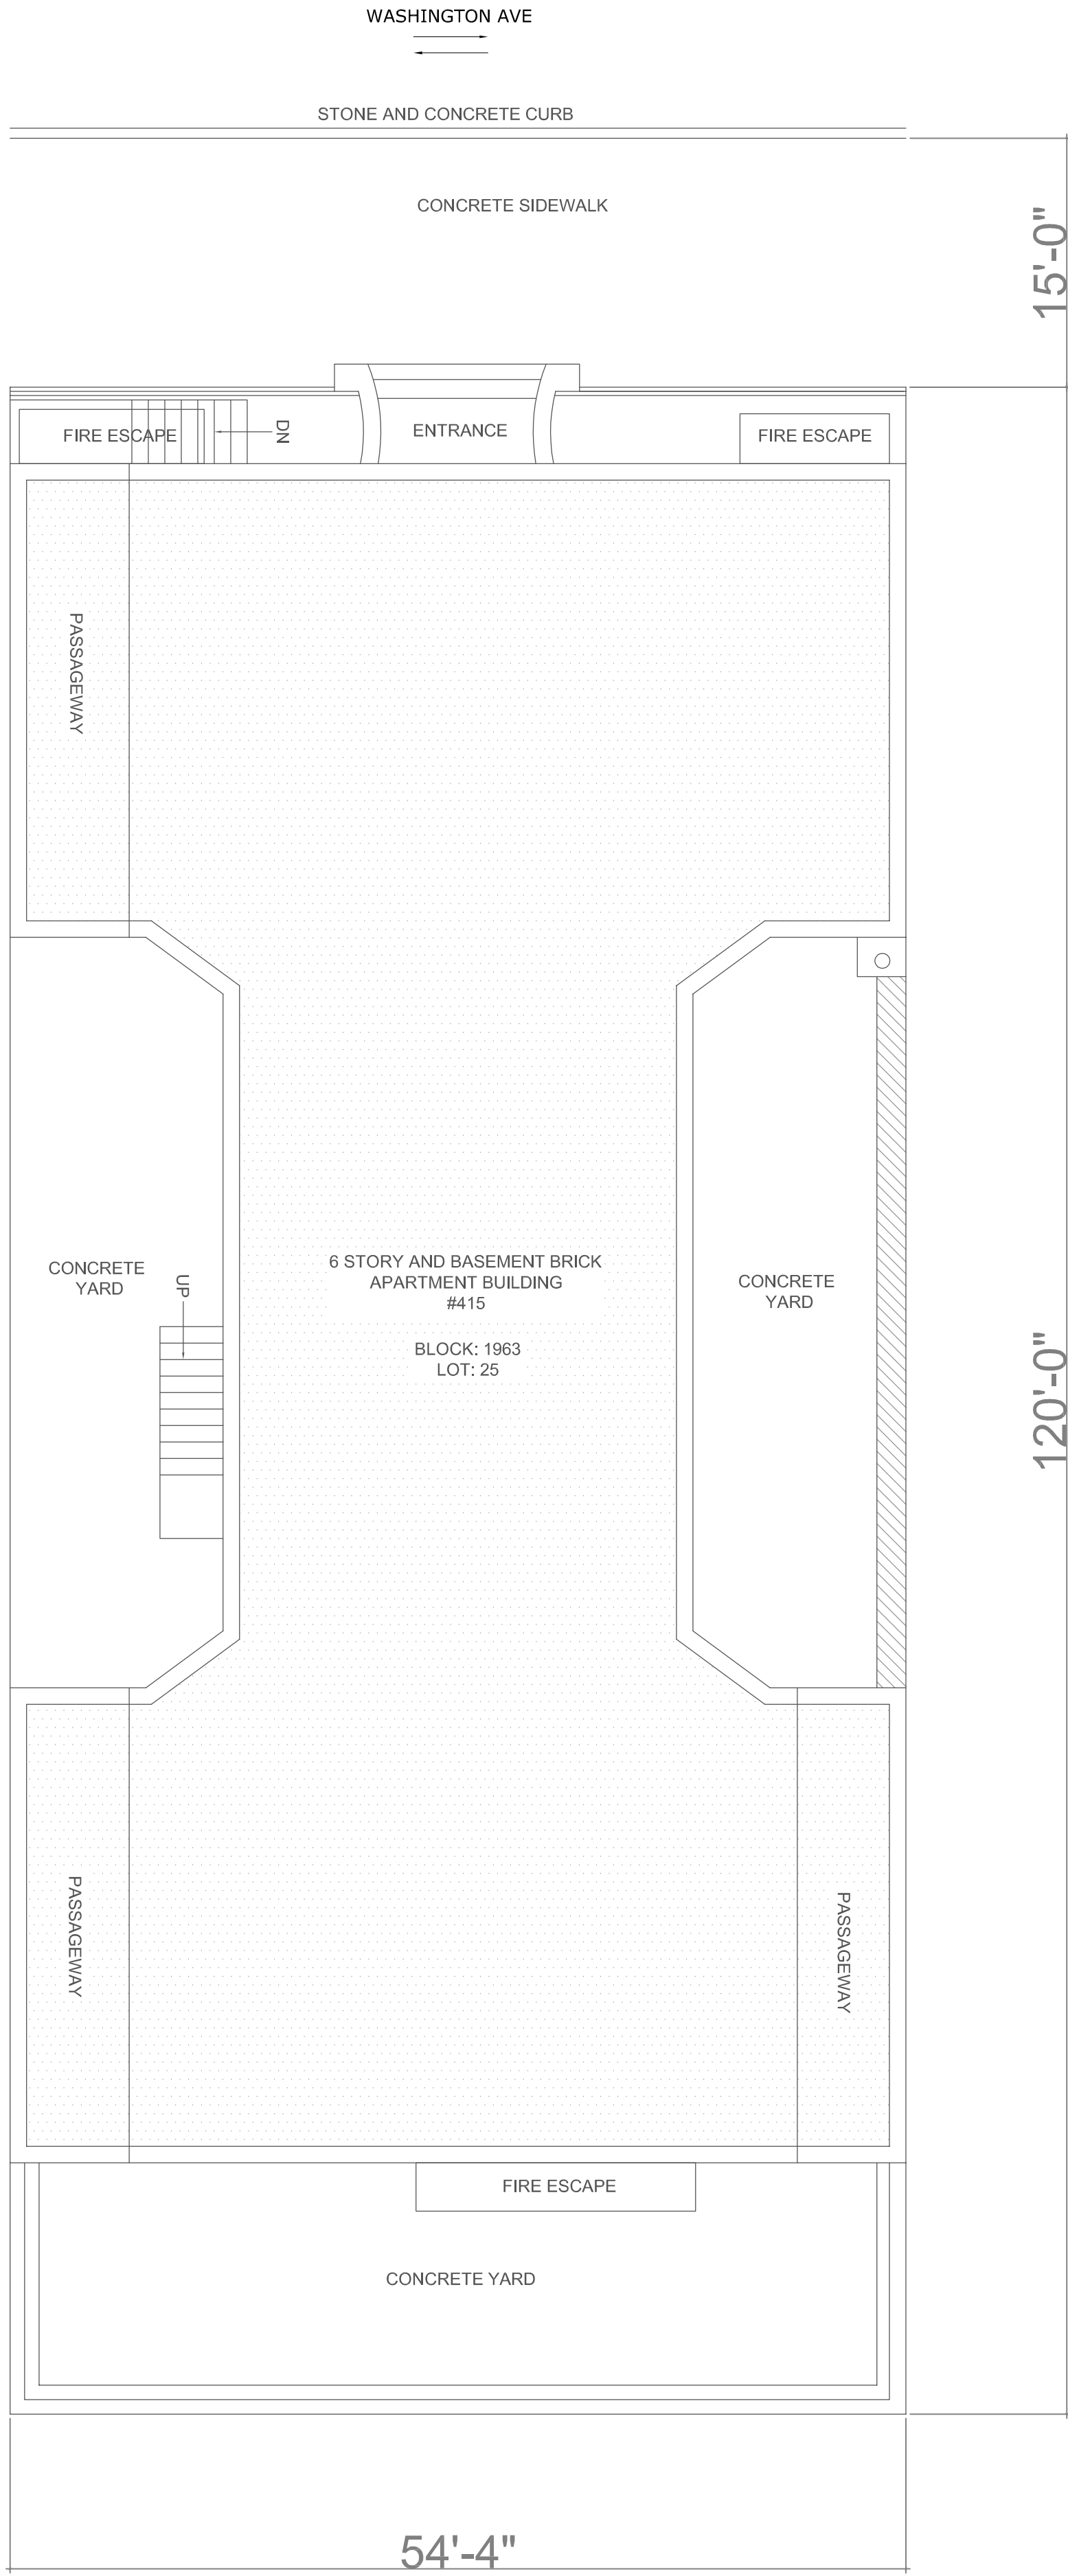 WASHINGTON AVE
STONE AND CONCRETE CURB
CONCRETE SIDEWALK
15'-0"
FIRE ESCAPE
DN
ENTRANCE
FIRE ESCAPE
PASSAGEWAY
CONCRETE
YARD
UP
6 STORY AND BASEMENT BRICK
APARTMENT BUILDING
#415
BLOCK: 1963
LOT: 25
CONCRETE
YARD
120'-0"
PASSAGEWAY
PASSAGEWAY
FIRE ESCAPE
CONCRETE YARD
54'-4"